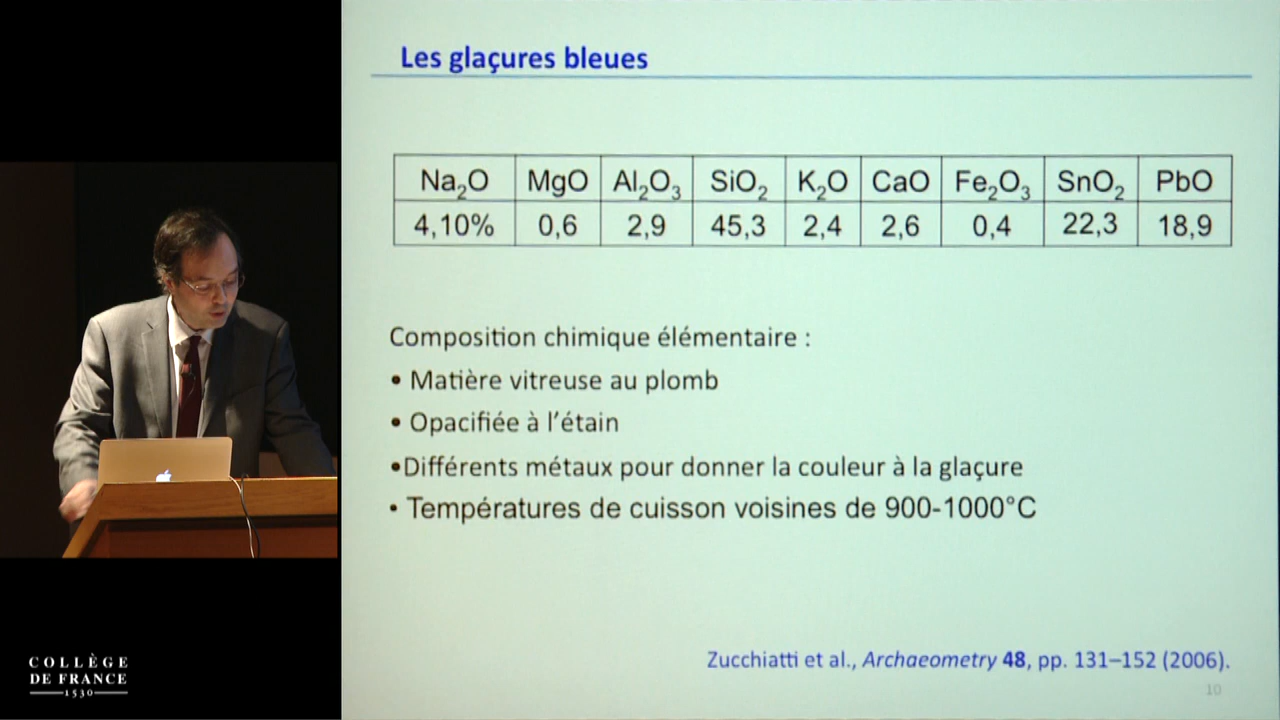 Les glaçures bleues
Na₂O MgO Al₂O₃ SiO₂ K₂O CaO Fe₂O₃ SnO₂ PbO
4,10% 0,6 2,9 45,3 2,4 2,6 0,4 22,3 18,9
Composition chimique élémentaire :
• Matière vitreuse au plomb
• Opacifiée à l'étain
•Différents métaux pour donner la couleur à la glaçure
• Températures de cuisson voisines de 900-1000°C
Zucchiatti et al., Archaeometry 48, pp. 131–152 (2006).
10
COLLÈGE
DE FRANCE
1530